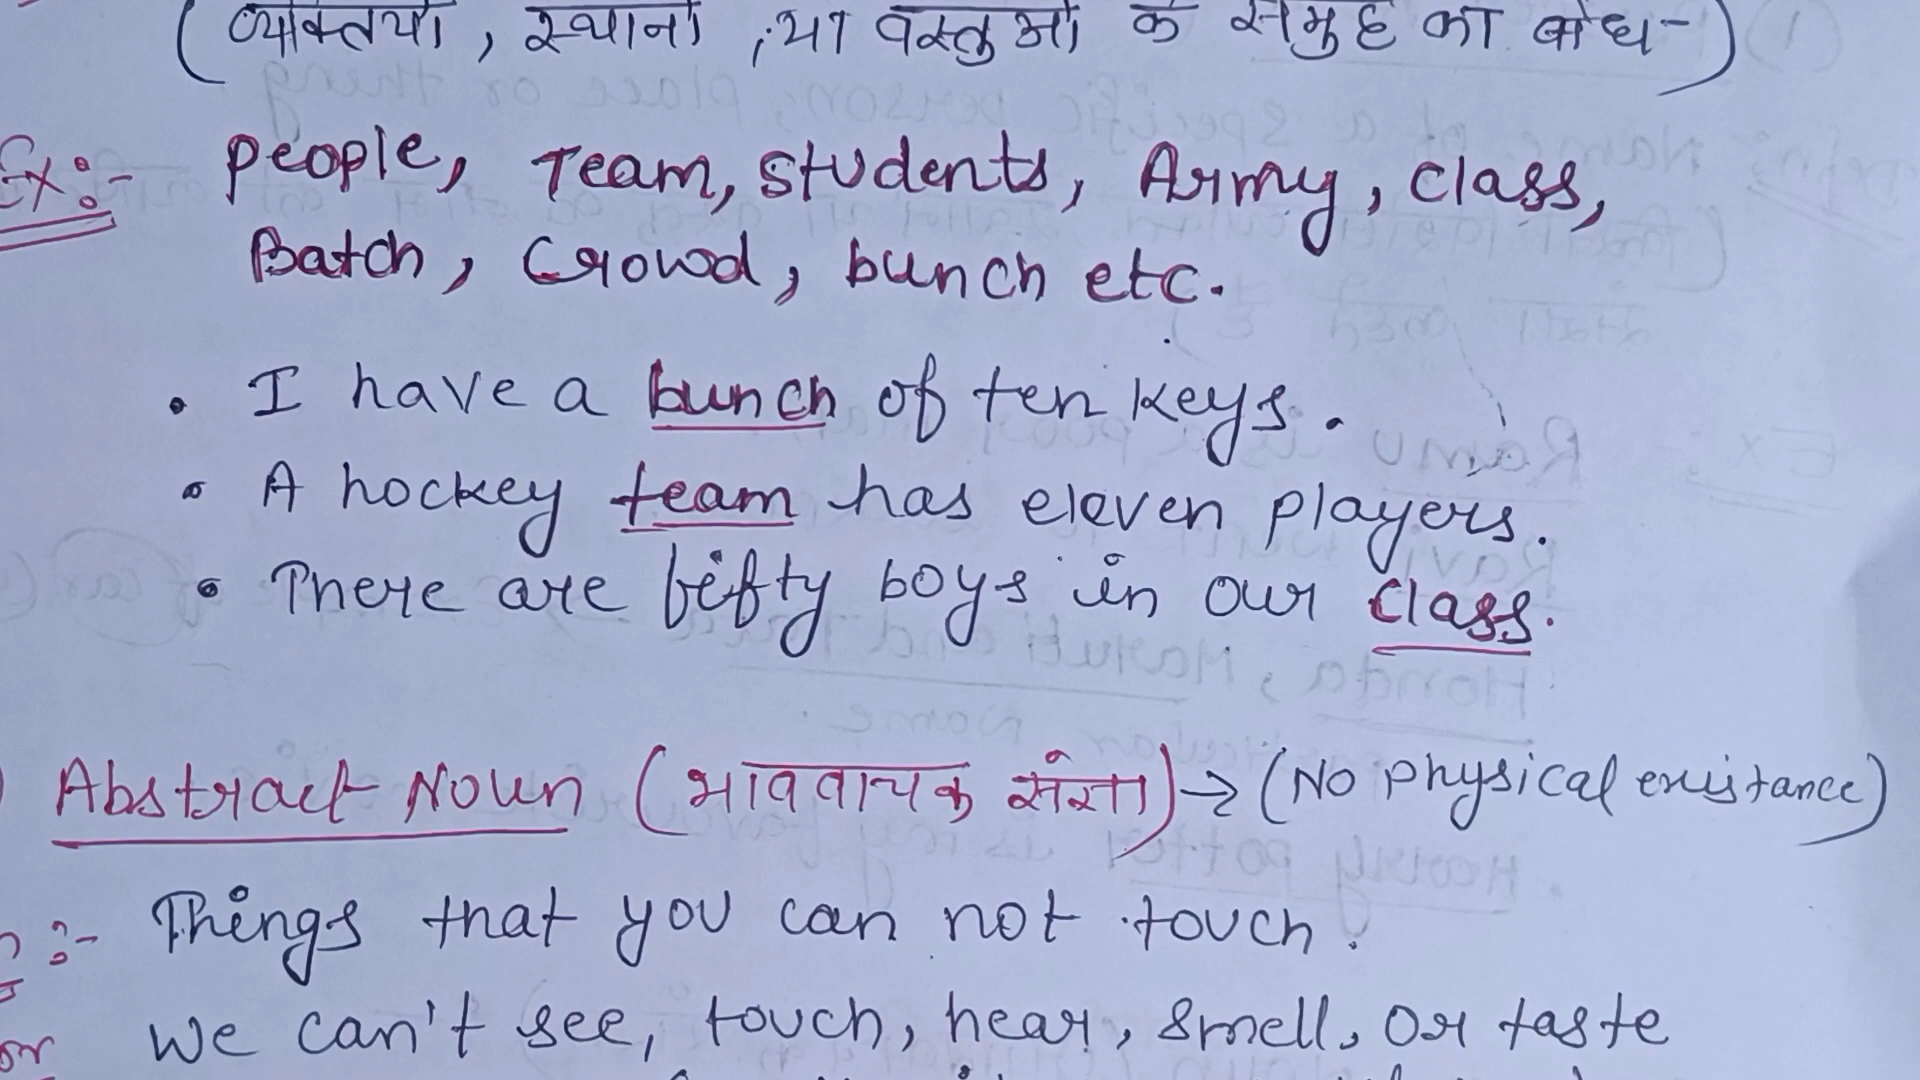 (व्यक्तियों, स्थानों, या वस्तुओं के समुह का बोध-)
Ex:- People, Team, students, Army, class,
Batch, Crowd, bunch etc.
• I have a bunch of ten keys.
• A hockey team has eleven players.
• There are fifty boys in our class.
) Abstract Noun (भाववाचक संज्ञा) → (No physical existance)
:- Things that you can not touch.
or We can't see, touch, hear, smell, or taste